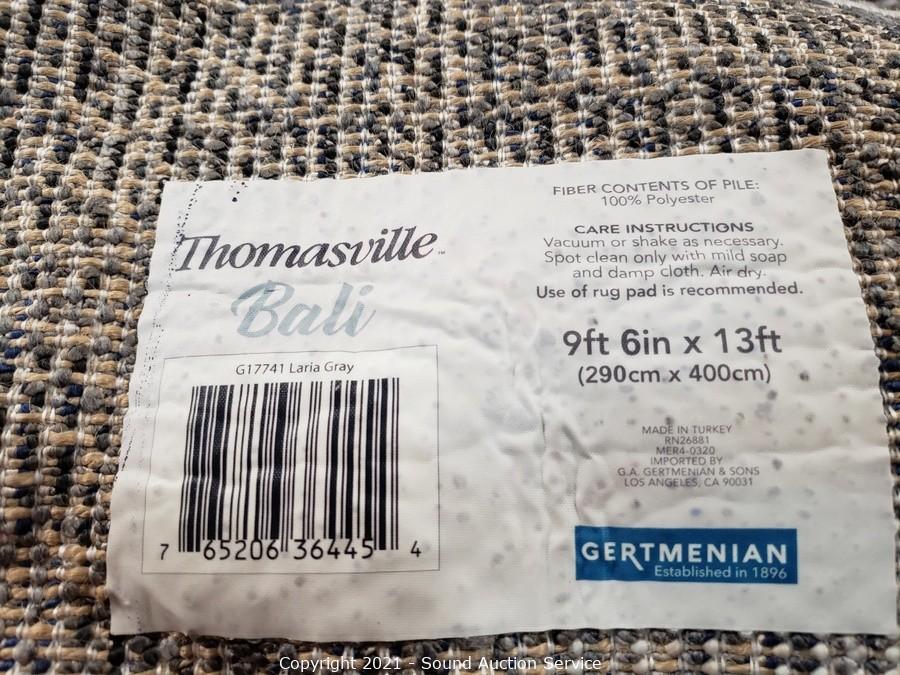 Thomasville™
Bali
G17741 Laria Gray
7 65206 36445 4
FIBER CONTENTS OF PILE:
100% Polyester
CARE INSTRUCTIONS
Vacuum or shake as necessary.
Spot clean only with mild soap
and damp cloth. Air dry.
Use of rug pad is recommended.
9ft 6in x 13ft
(290cm x 400cm)
MADE IN TURKEY
RN26881
MER4-0320
IMPORTED BY
G.A. GERTMENIAN & SONS
LOS ANGELES, CA 90031
GERTMENIAN
Established in 1896
Copyright 2021 - Sound Auction Service